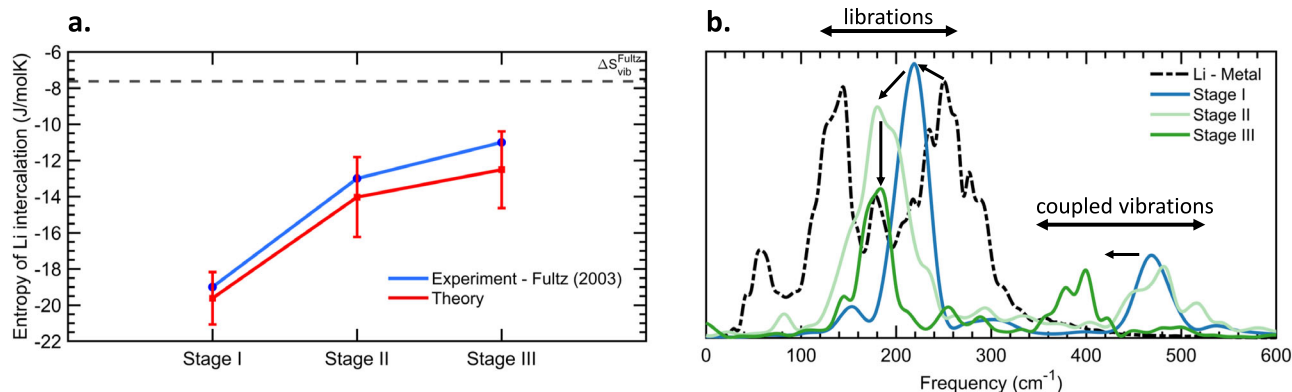 a.
Entropy of Li intercalation (J/molK)
-6
-8
-10
-12
-14
-16
-18
-20
-22
ΔS_vib^Fultz
Experiment - Fultz (2003)
Theory
Stage I
Stage II
Stage III
b.
librations
Li - Metal
Stage I
Stage II
Stage III
coupled vibrations
0
100
200
300
400
500
600
Frequency (cm⁻¹)